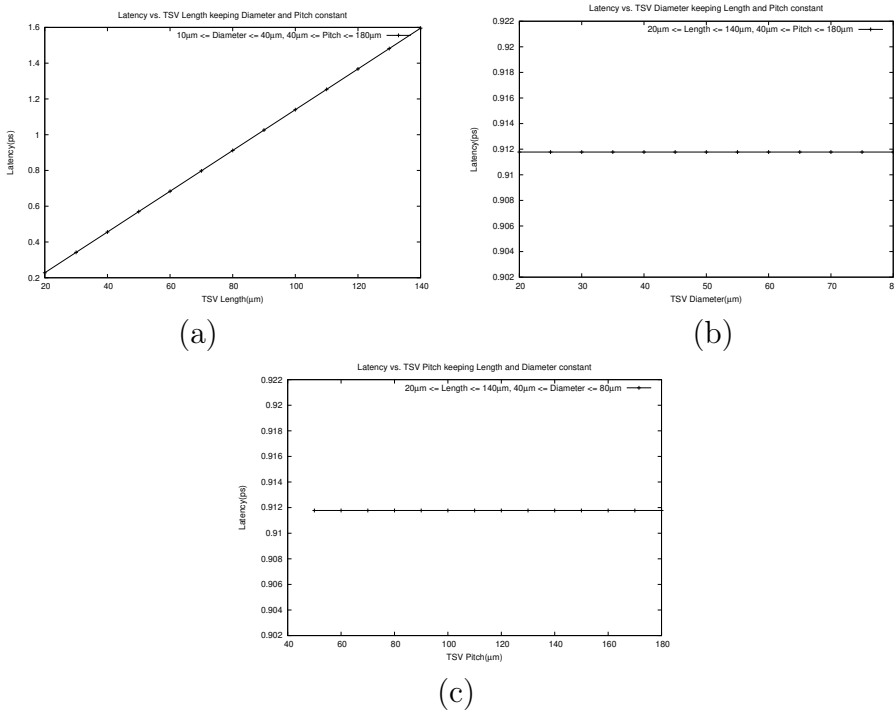 Latency vs. TSV Length keeping Diameter and Pitch constant
10μm <= Diameter <= 40μm, 40μm <= Pitch <= 180μm
Latency(ps)
1.6
1.4
1.2
1
0.8
0.6
0.4
0.2
20 40 60 80 100 120 140
TSV Length(μm)
(a)
Latency vs. TSV Diameter keeping Length and Pitch constant
20μm <= Length <= 140μm, 40μm <= Pitch <= 180μm
Latency(ps)
0.922
0.92
0.918
0.916
0.914
0.912
0.91
0.908
0.906
0.904
0.902
20 30 40 50 60 70 80
TSV Diameter(μm)
(b)
Latency vs. TSV Pitch keeping Length and Diameter constant
20μm <= Length <= 140μm, 40μm <= Diameter <= 80μm
Latency(ps)
0.922
0.92
0.918
0.916
0.914
0.912
0.91
0.908
0.906
0.904
0.902
40 60 80 100 120 140 160 180
TSV Pitch(μm)
(c)